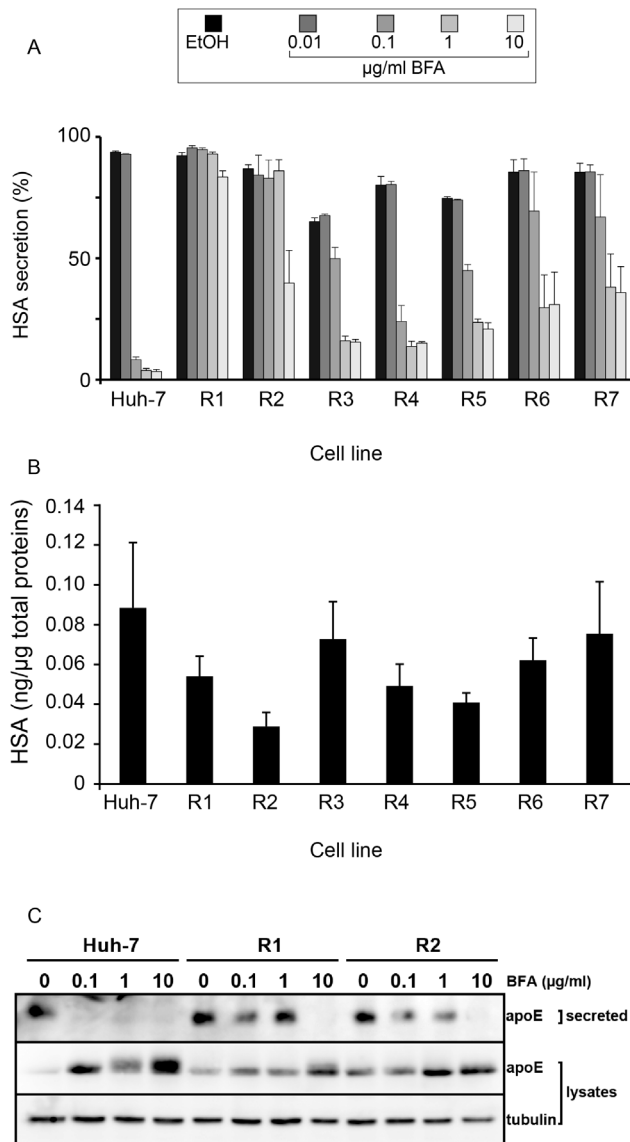 A
EtOH 0.01 0.1 1 10
µg/ml BFA
HSA secretion (%)
100
50
0
Huh-7 R1 R2 R3 R4 R5 R6 R7
Cell line
B
HSA (ng/µg total proteins)
0.14
0.12
0.10
0.08
0.06
0.04
0.02
0
Huh-7 R1 R2 R3 R4 R5 R6 R7
Cell line
C
Huh-7 R1 R2
0 0.1 1 10 0 0.1 1 10 0 0.1 1 10 BFA (µg/ml)
apoE ] secreted
apoE
lysates
tubulin